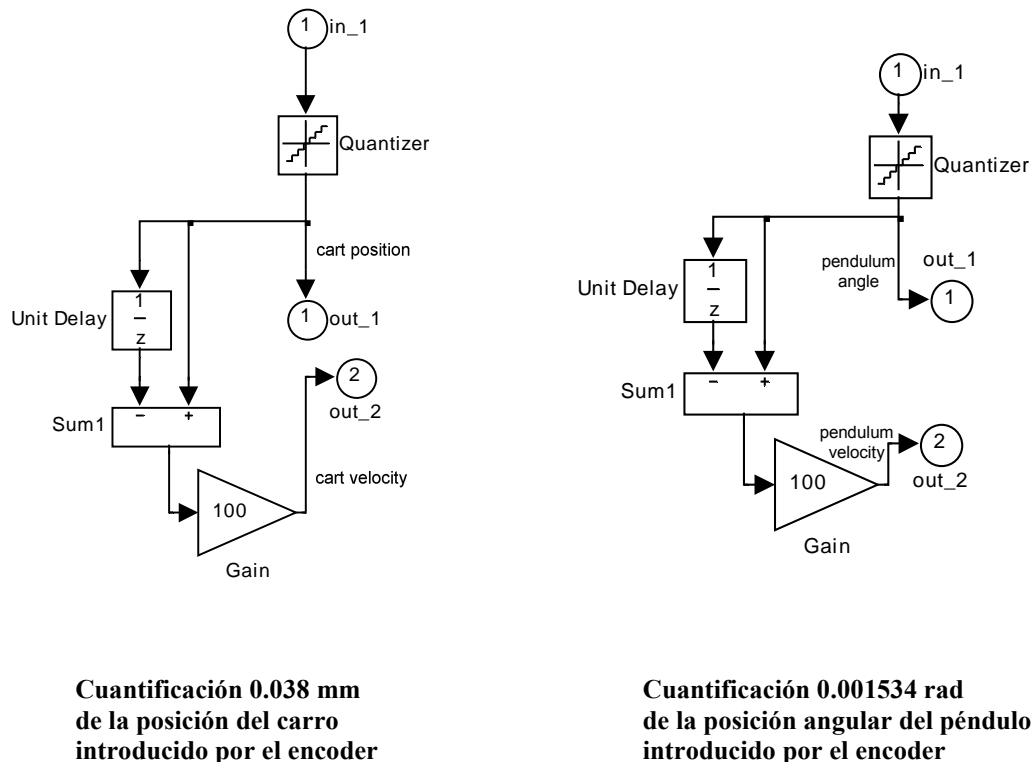 1
in_1
Quantizer
cart position
1
z
Unit Delay
1
out_1
2
out_2
−
+
Sum1
cart velocity
100
Gain
Cuantificación 0.038 mm
de la posición del carro
introducido por el encoder
1
in_1
Quantizer
pendulum
angle
out_1
1
1
z
Unit Delay
−
+
Sum1
pendulum
velocity
2
out_2
100
Gain
Cuantificación 0.001534 rad
de la posición angular del péndulo
introducido por el encoder